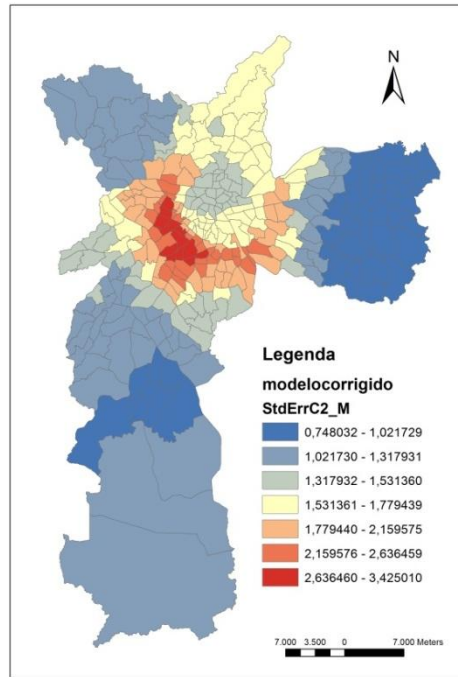 N
Legenda
modelocorrigido
StdErrC2_M
0,748032 - 1,021729
1,021730 - 1,317931
1,317932 - 1,531360
1,531361 - 1,779439
1,779440 - 2,159575
2,159576 - 2,636459
2,636460 - 3,425010
7.000 3.500 0 7.000 Meters